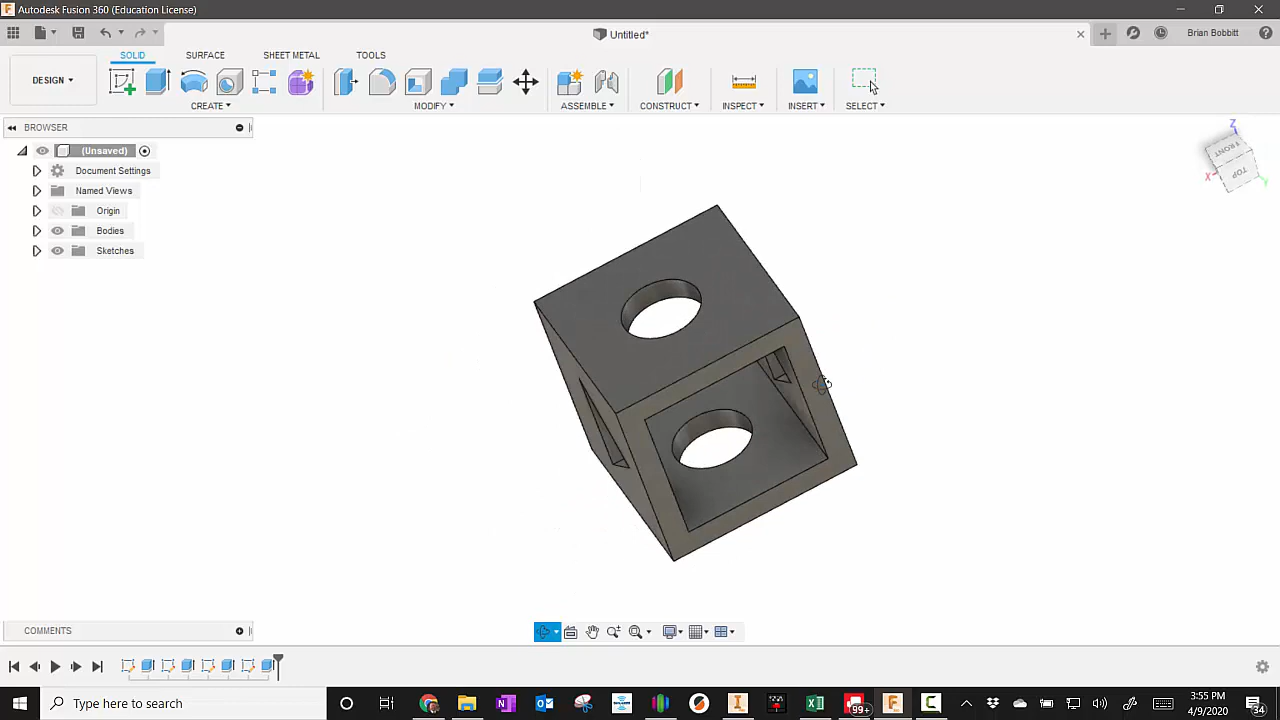 Autodesk Fusion 360 (Education License)
Untitled*
Brian Bobbitt
DESIGN
SOLID
SURFACE
SHEET METAL
TOOLS
CREATE
MODIFY
ASSEMBLE
CONSTRUCT
INSPECT
INSERT
SELECT
BROWSER
(Unsaved)
Document Settings
Named Views
Origin
Bodies
Sketches
Z
FRONT
TOP
X
Y
COMMENTS
Type here to search
99+
3:55 PM
4/9/2020
34